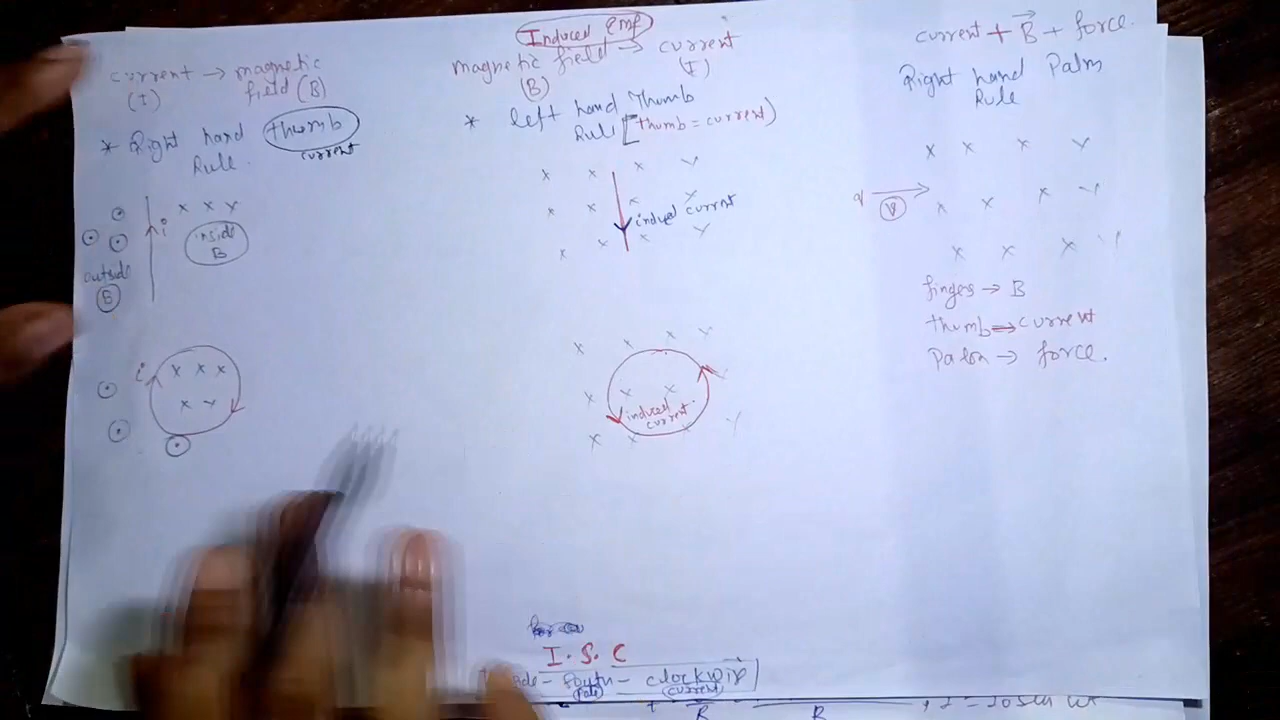 Induced emf
current → magnetic
(I) field (B)
* Right hand thumb
Rule. current
x x y
i
inside
B
outside
B
i
x x x
x y
magnetic field → current
(B) (I)
* left hand Thumb
Rule [thumb = current)
x x x y
x x x y
induced current
x x x y
x x x y
x x x
induced
current
x x y
I. S. C
South - clockwise
(Pole) (current)
current + B + force.
Right hand Palm
Rule
x x x y
q → V x x x y
x x x y
fingers → B
thumb → current
Palm → force.
R R